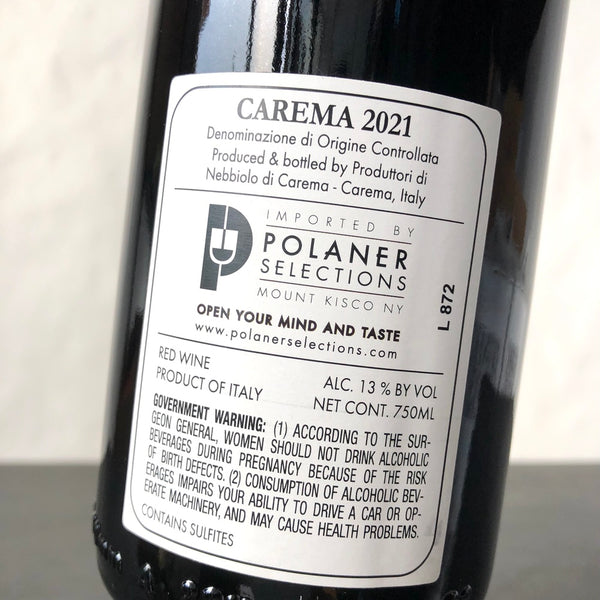 CAREMA 2021
Denominazione di Origine Controllata
Produced & bottled by Produttori di
Nebbiolo di Carema - Carema, Italy
IMPORTED BY
POLANER
SELECTIONS
MOUNT KISCO NY
OPEN YOUR MIND AND TASTE
www.polanerselections.com
L 872
RED WINE
PRODUCT OF ITALY
ALC. 13 % BY VOL
NET CONT. 750ML
GOVERNMENT WARNING: (1) ACCORDING TO THE SUR-
GEON GENERAL, WOMEN SHOULD NOT DRINK ALCOHOLIC
BEVERAGES DURING PREGNANCY BECAUSE OF THE RISK
OF BIRTH DEFECTS. (2) CONSUMPTION OF ALCOHOLIC BEV-
ERAGES IMPAIRS YOUR ABILITY TO DRIVE A CAR OR OP-
ERATE MACHINERY, AND MAY CAUSE HEALTH PROBLEMS.
CONTAINS SULFITES